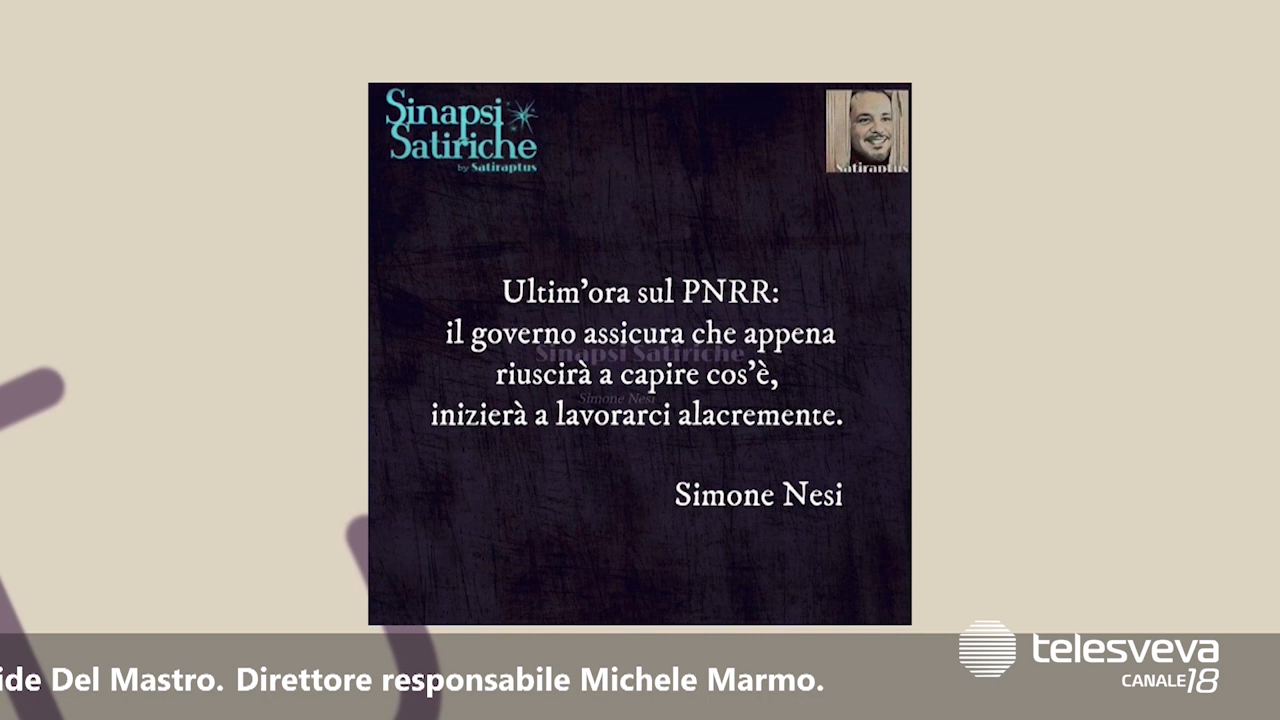 Sinapsi
Satiriche
by Satiraptus
Satiraptus
Ultim'ora sul PNRR:
il governo assicura che appena
Sinapsi Satiriche
riuscirà a capire cos'è,
Simone Nesi
inizierà a lavorarci alacremente.
Simone Nesi
ide Del Mastro. Direttore responsabile Michele Marmo.
telesveva
CANALE 18